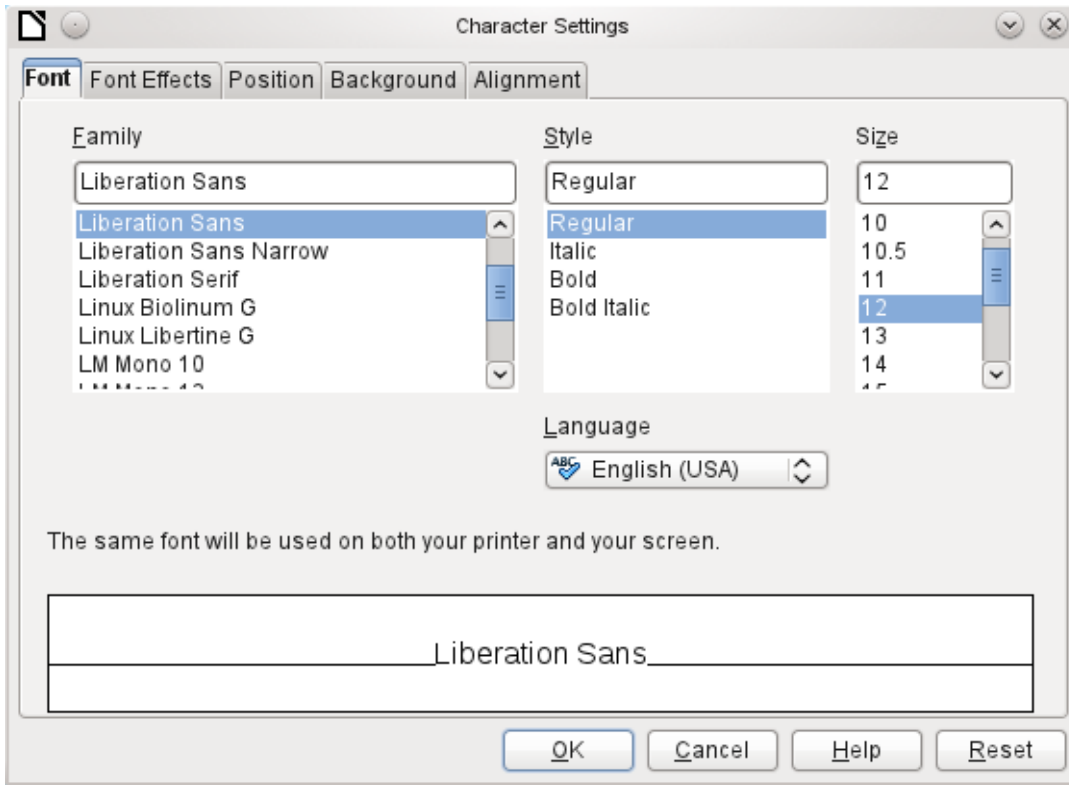 Character Settings
Font Font Effects Position Background Alignment
Family Style Size
Liberation Sans Regular 12
Liberation Sans Regular 10
Liberation Sans Narrow Italic 10.5
Liberation Serif Bold 11
Linux Biolinum G Bold Italic 12
Linux Libertine G 13
LM Mono 10 14
Language
ABC English (USA)
The same font will be used on both your printer and your screen.
Liberation Sans
OK Cancel Help Reset